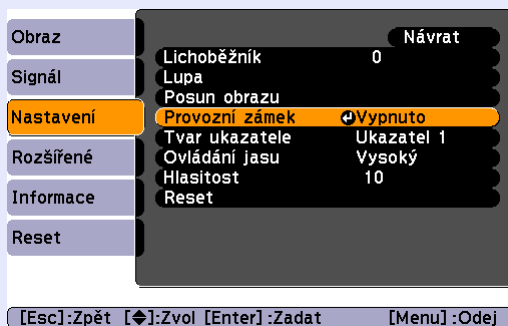 Obraz
Signál
Nastavení
Rozšířené
Informace
Reset
Návrat
Lichoběžník 0
Lupa
Posun obrazu
Provozní zámek Vypnuto
Tvar ukazatele Ukazatel 1
Ovládání jasu Vysoký
Hlasitost 10
Reset
[Esc]:Zpět [◆]:Zvol [Enter]:Zadat [Menu]:Odej